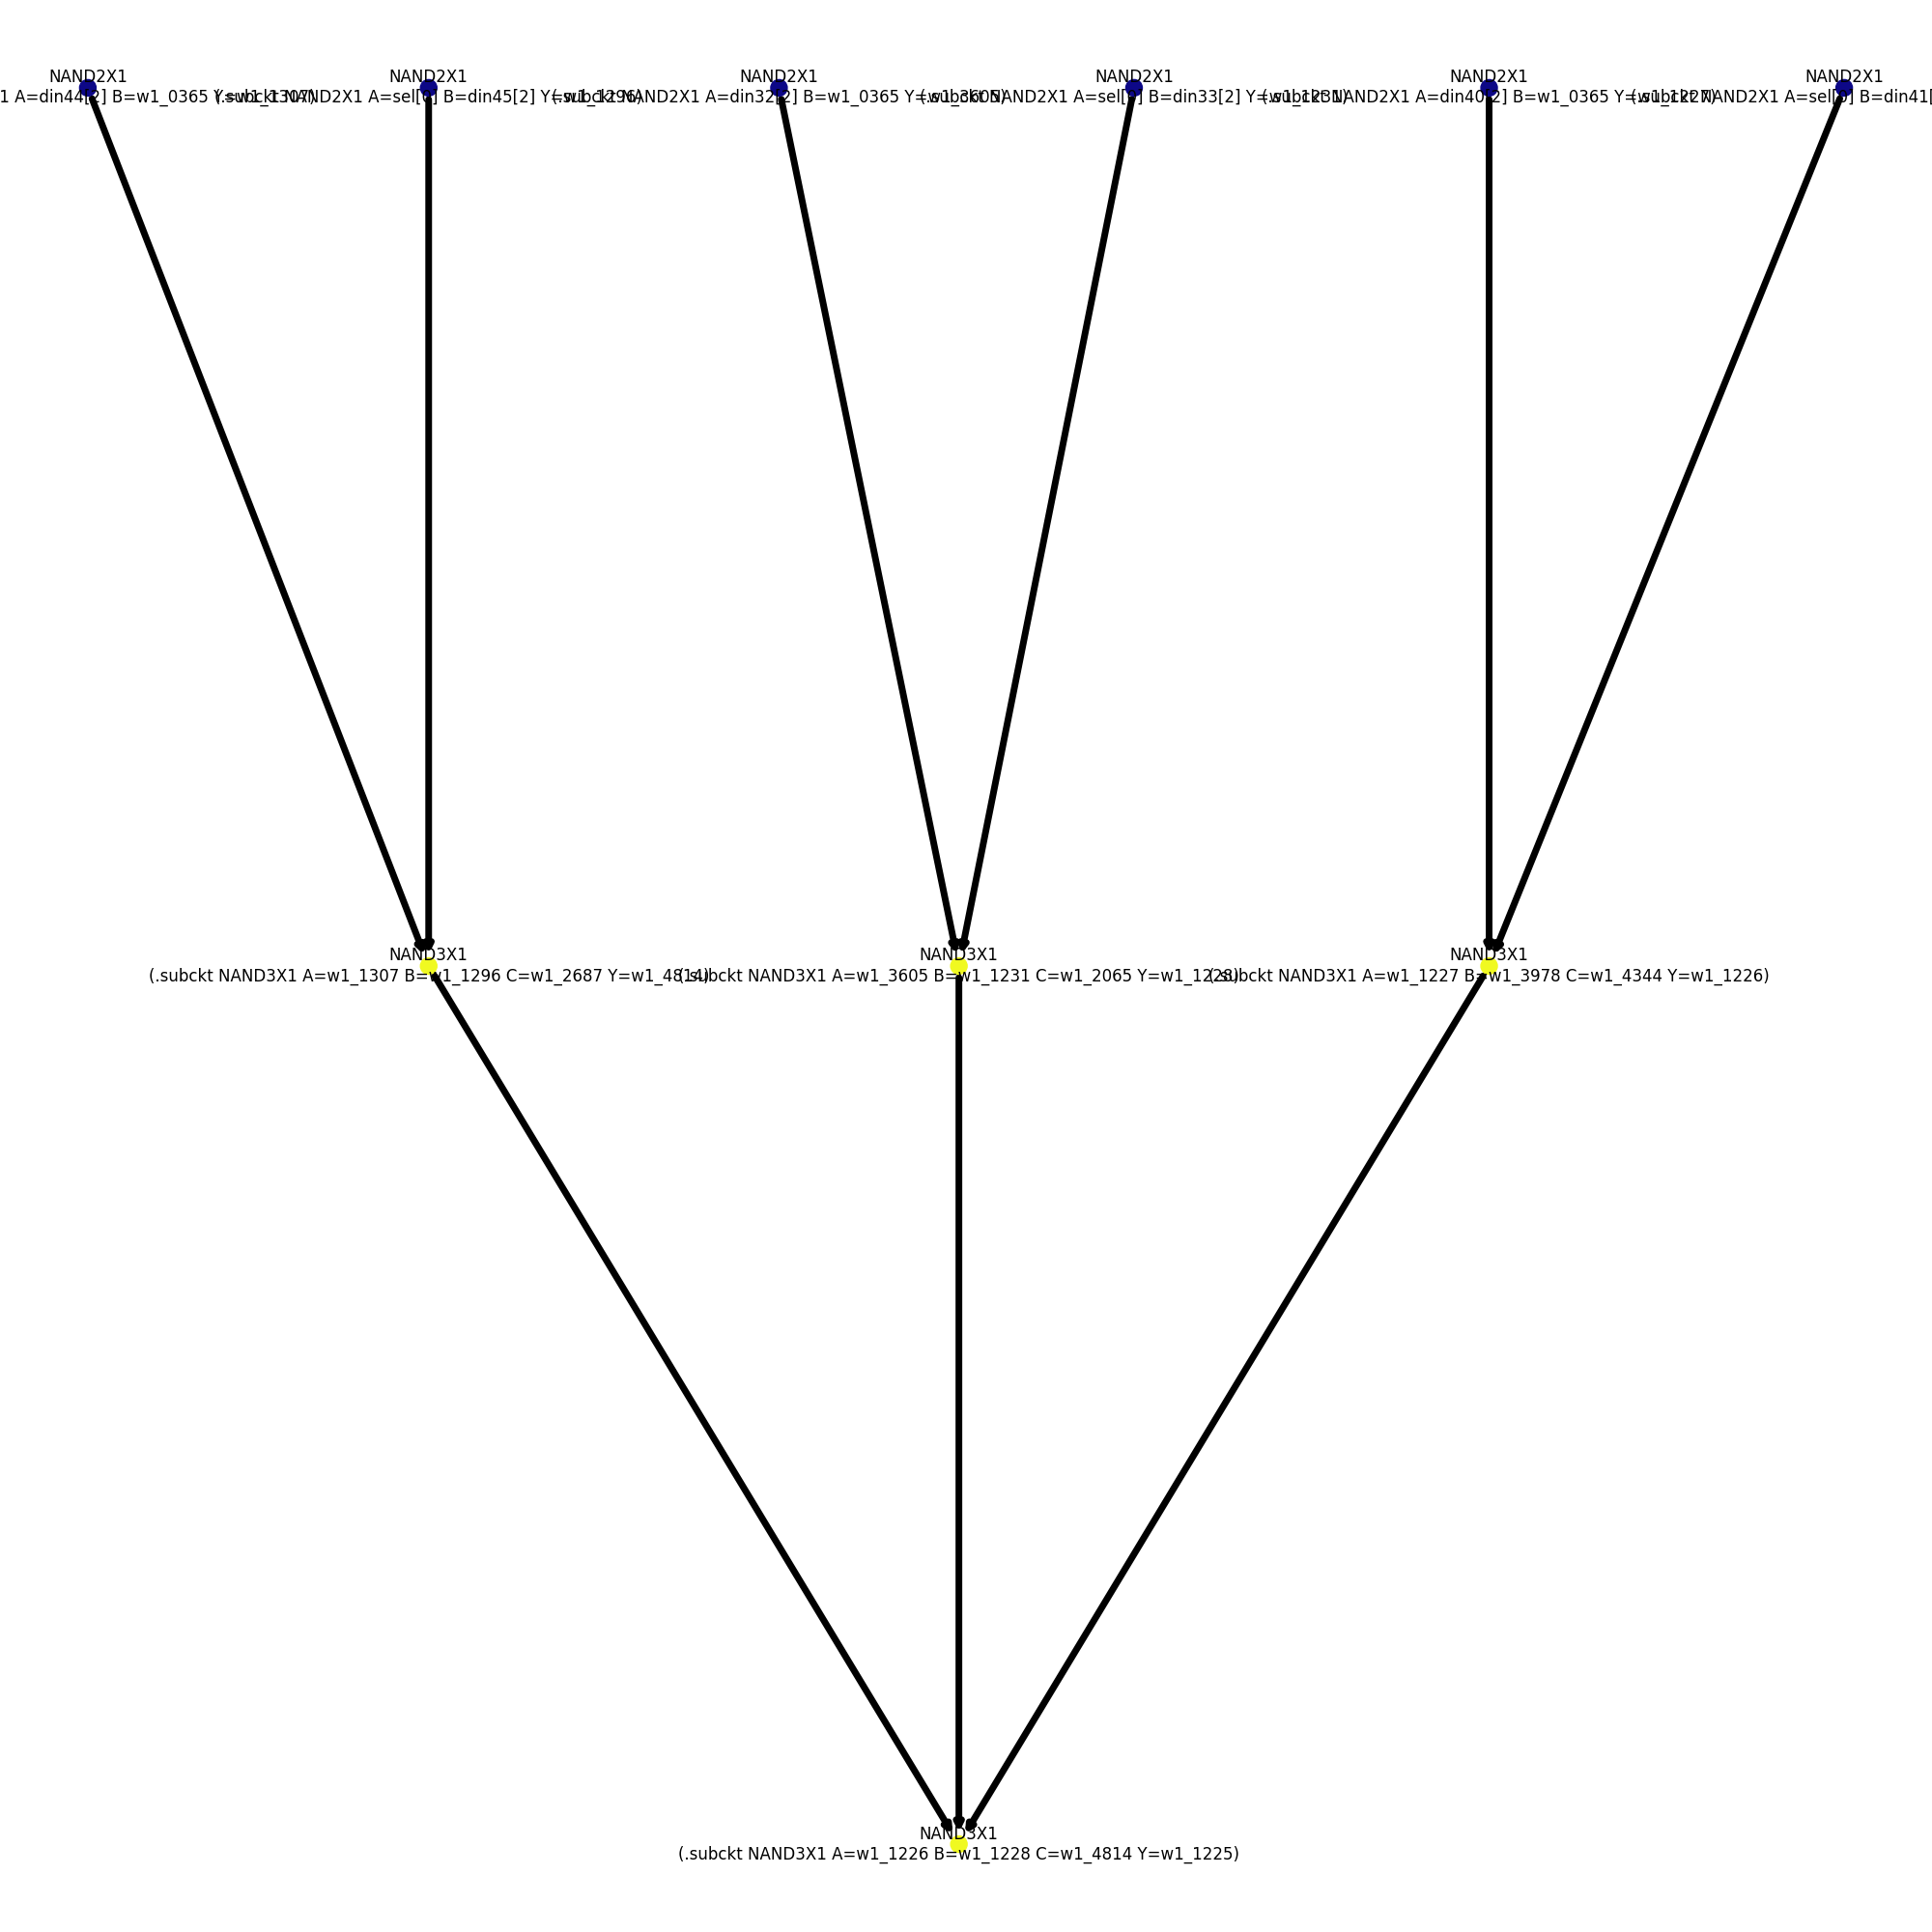 NAND2X1 NAND2X1 NAND2X1 NAND2X1 NAND2X1 NAND2X1
1 A=din44[2] B=w1_0365 Y=w1_1307) (.subckt NAND2X1 A=sel[0] B=din45[2] Y=w1_1296) (.subckt NAND2X1 A=din32[2] B=w1_0365 Y=w1_3605) (.subckt NAND2X1 A=sel[0] B=din33[2] Y=w1_1231) (.subckt NAND2X1 A=din40[2] B=w1_0365 Y=w1_1227) (.subckt NAND2X1 A=sel[0] B=din41[
NAND3X1 NAND3X1 NAND3X1
(.subckt NAND3X1 A=w1_1307 B=w1_1296 C=w1_2687 Y=w1_4814) (.subckt NAND3X1 A=w1_3605 B=w1_1231 C=w1_2065 Y=w1_1228) (.subckt NAND3X1 A=w1_1227 B=w1_3978 C=w1_4344 Y=w1_1226)
NAND3X1
(.subckt NAND3X1 A=w1_1226 B=w1_1228 C=w1_4814 Y=w1_1225)